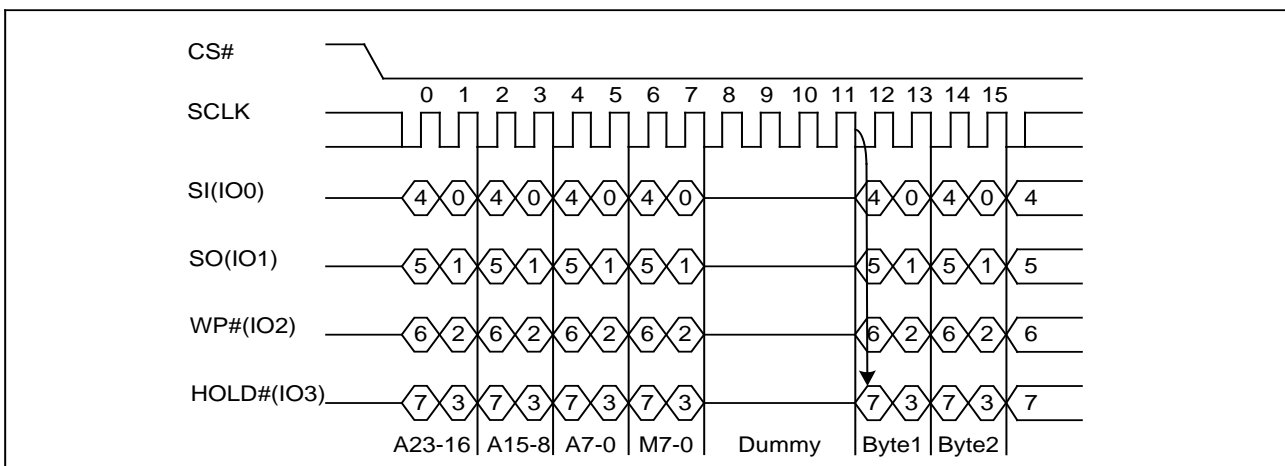 CS#
0 1 2 3 4 5 6 7 8 9 10 11 12 13 14 15
SCLK
SI(IO0) 4 0 4 0 4 0 4 0 4 0 4 0 4
SO(IO1) 5 1 5 1 5 1 5 1 5 1 5 1 5
WP#(IO2) 6 2 6 2 6 2 6 2 6 2 6 2 6
HOLD#(IO3) 7 3 7 3 7 3 7 3 7 3 7 3 7
A23-16 A15-8 A7-0 M7-0 Dummy Byte1 Byte2